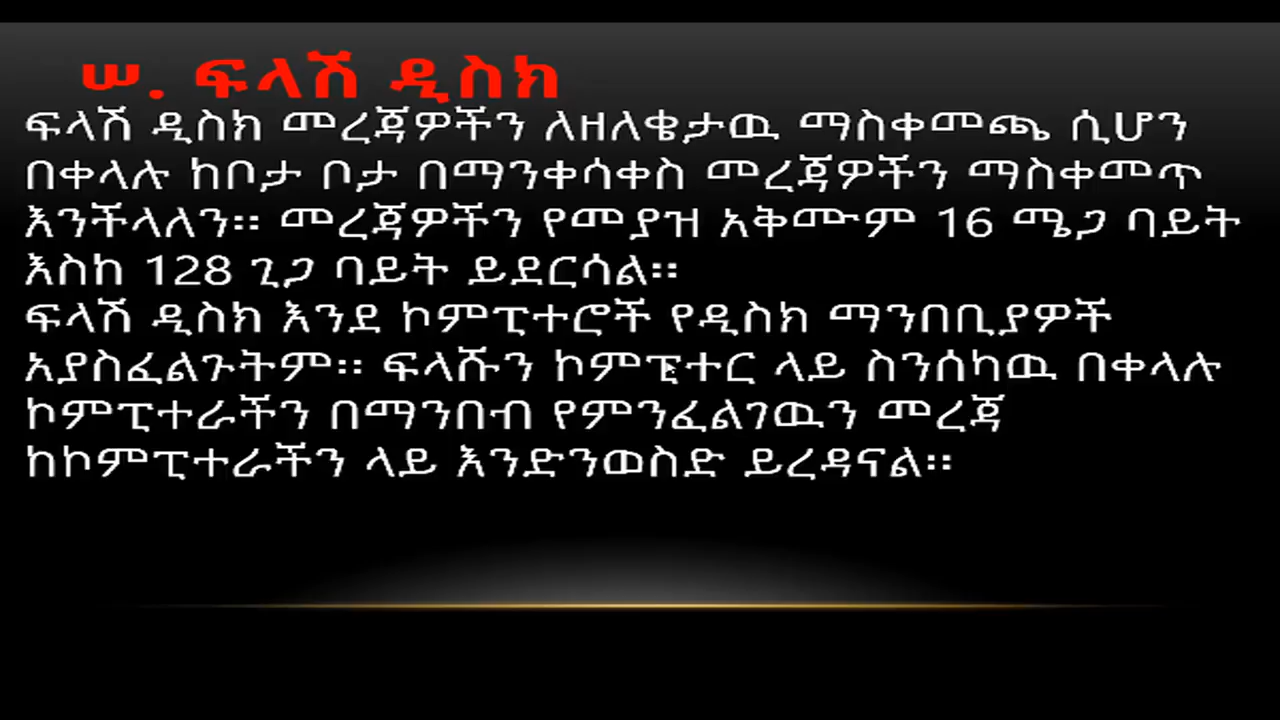 ሠ. ፍላሽ ዲስክ
ፍላሽ ዲስክ መረጃዎችን ለዘለቄታዉ ማስቀመጫ ሲሆን
በቀላሉ ከቦታ ቦታ በማንቀሳቀስ መረጃዎችን ማስቀመጥ
እንችላለን፡፡ መረጃዎችን የመያዝ አቅሙም 16 ሜጋ ባይት
እስከ 128 ጊጋ ባይት ይደርሳል፡፡
ፍላሽ ዲስክ እንደ ኮምፒተሮች የዲስክ ማንበቢያዎች
አያስፈልጉትም፡፡ ፍላሹን ኮምፒተር ላይ ስንሰካዉ በቀላሉ
ኮምፒተራችን በማንበብ የምንፈልገዉን መረጃ
ከኮምፒተራችን ላይ እንድንወስድ ይረዳናል፡፡